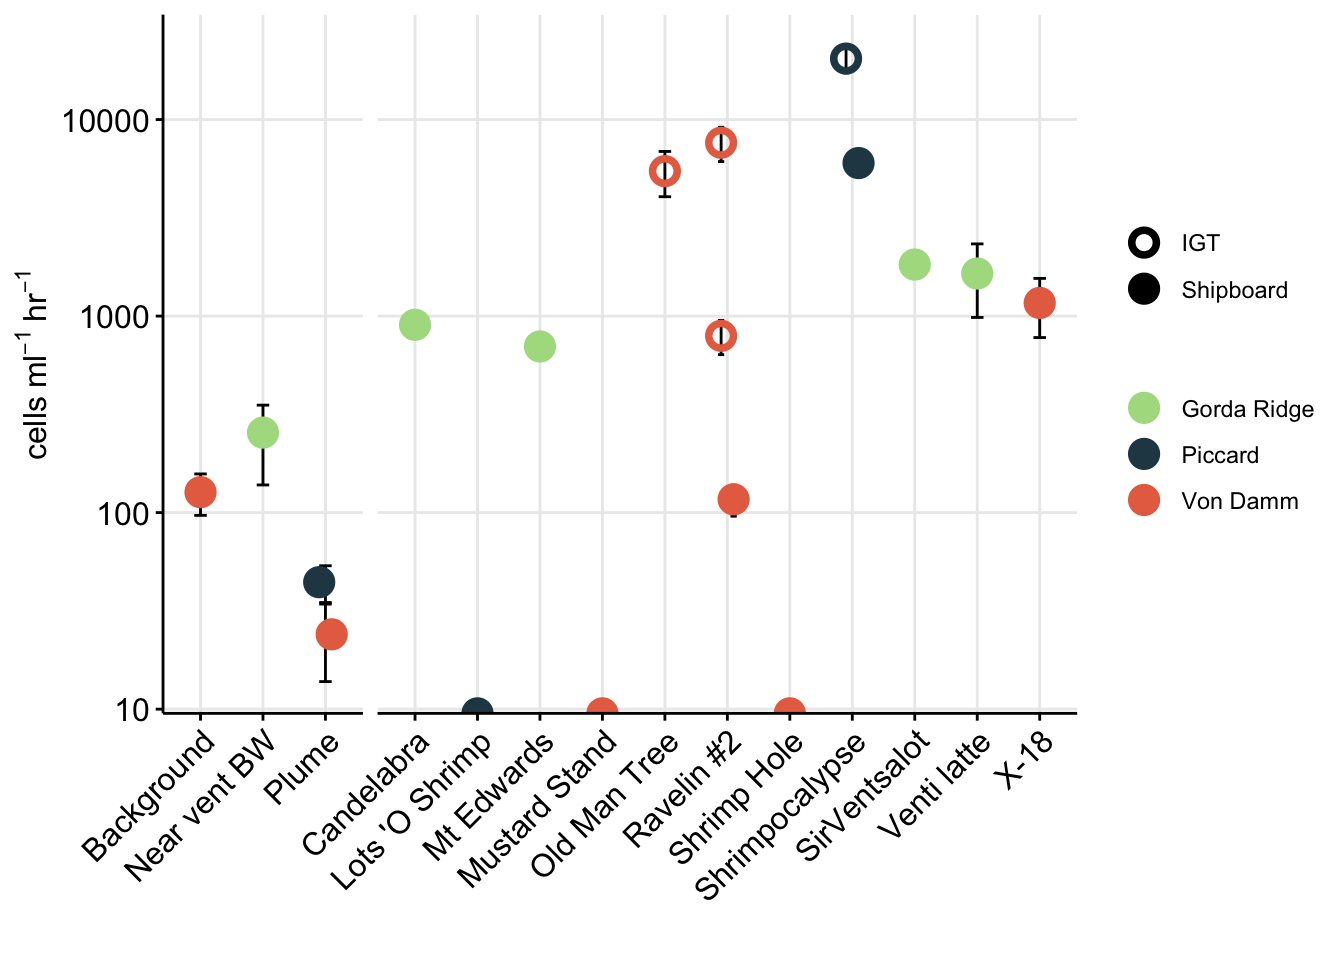 cells ml⁻¹ hr⁻¹
10000
1000
100
10
Background
Near vent BW
Plume
Candelabra
Lots 'O Shrimp
Mt Edwards
Mustard Stand
Old Man Tree
Ravelin #2
Shrimp Hole
Shrimpocalypse
SirVentsalot
Venti latte
X-18
IGT
Shipboard
Gorda Ridge
Piccard
Von Damm